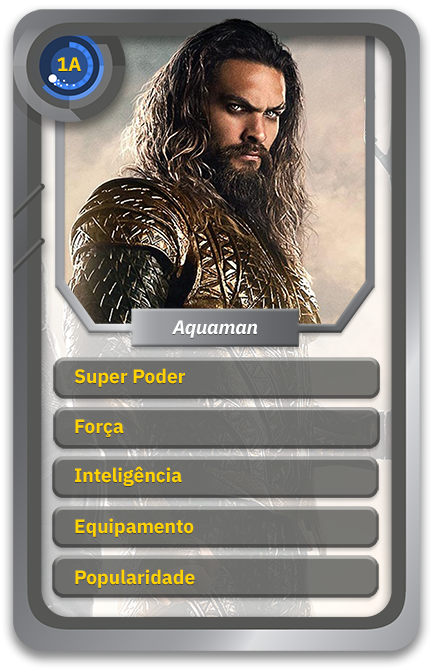 1A
Aquaman
Super Poder
Força
Inteligência
Equipamento
Popularidade